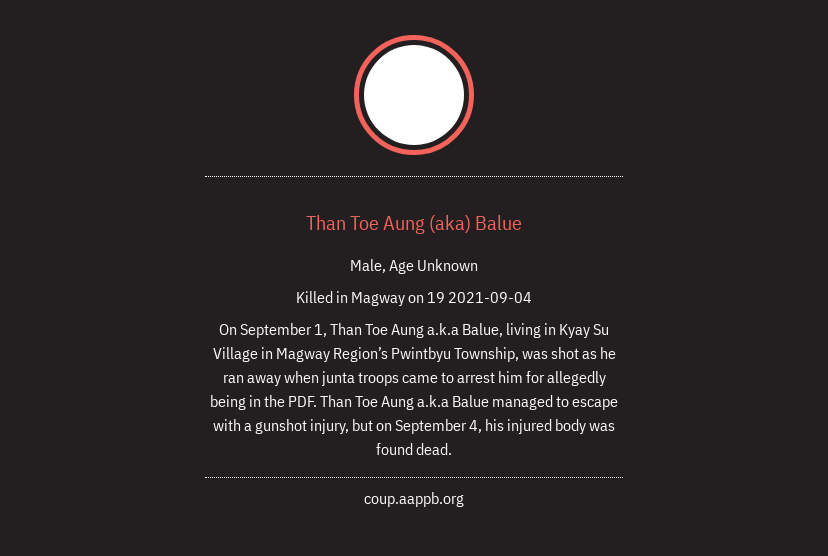 Than Toe Aung (aka) Balue
Male, Age Unknown
Killed in Magway on 19 2021-09-04
On September 1, Than Toe Aung a.k.a Balue, living in Kyay Su
Village in Magway Region’s Pwintbyu Township, was shot as he
ran away when junta troops came to arrest him for allegedly
being in the PDF. Than Toe Aung a.k.a Balue managed to escape
with a gunshot injury, but on September 4, his injured body was
found dead.
coup.aappb.org